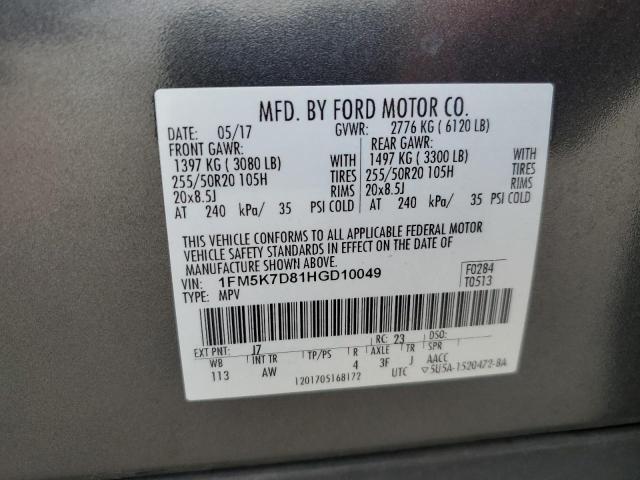 MFD. BY FORD MOTOR CO.
DATE: 05/17 GVWR: 2776 KG ( 6120 LB)
FRONT GAWR: REAR GAWR:
1397 KG ( 3080 LB) WITH 1497 KG ( 3300 LB) WITH
255/50R20 105H TIRES 255/50R20 105H TIRES
20x8.5J RIMS 20x8.5J RIMS
AT 240 kPa/ 35 PSI COLD AT 240 kPa/ 35 PSI COLD
THIS VEHICLE CONFORMS TO ALL APPLICABLE FEDERAL MOTOR
VEHICLE SAFETY STANDARDS IN EFFECT ON THE DATE OF
MANUFACTURE SHOWN ABOVE.
VIN: 1FM5K7D81HGD10049 F0284
TYPE: MPV T0513
EXT PNT: J7 RC: 23 DSO:
WB INT TR TP/PS R AXLE TR SPR
113 AW 4 3F J AACC
1201705168172 UTC ▽5U5A-1520472-BA